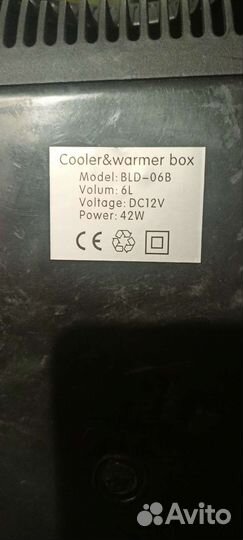 Cooler&warmer box
Model: BLD-06B
Volum: 6L
Voltage: DC12V
Power: 42W
CE
Avito